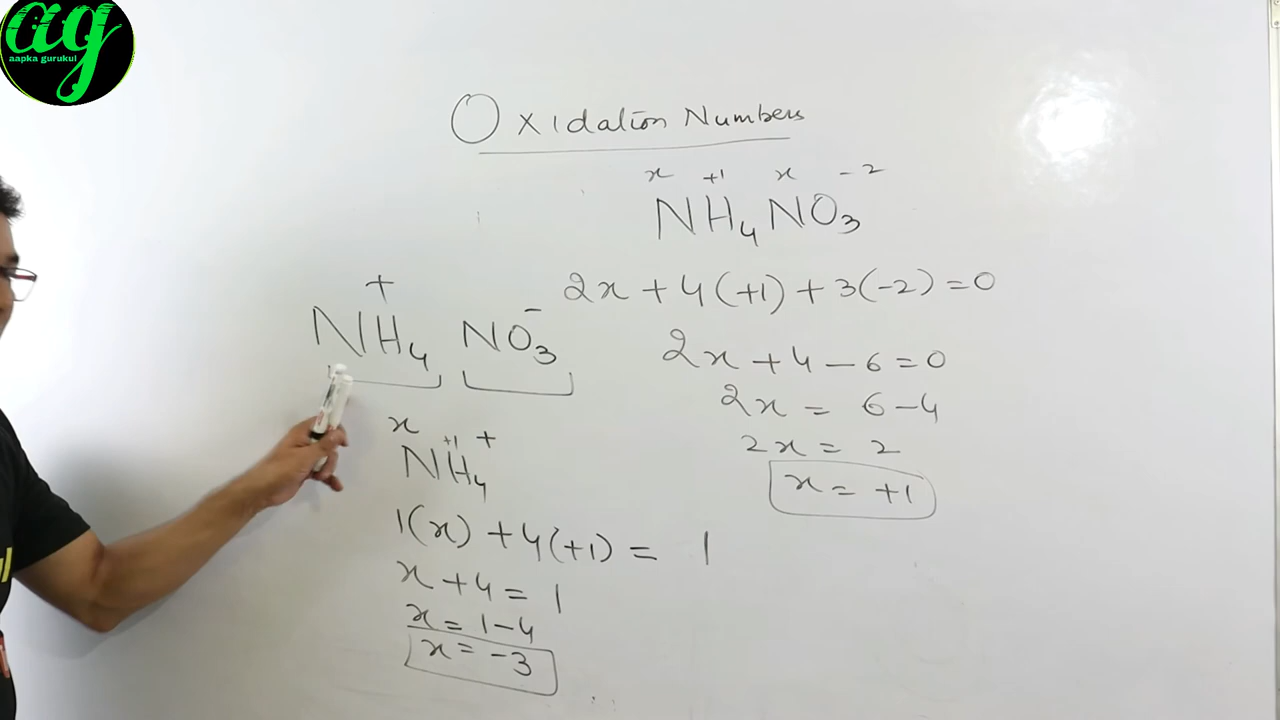 ag
aapka gurukul
Oxidation Numbers
x +1 x -2
NH₄NO₃
2x + 4(+1) + 3(-2) = 0
2x + 4 - 6 = 0
2x = 6 - 4
2x = 2
x = +1
+ -
NH₄ NO₃
x +1 +
NH₄
1(x) + 4(+1) = 1
x + 4 = 1
x = 1 - 4
x = -3